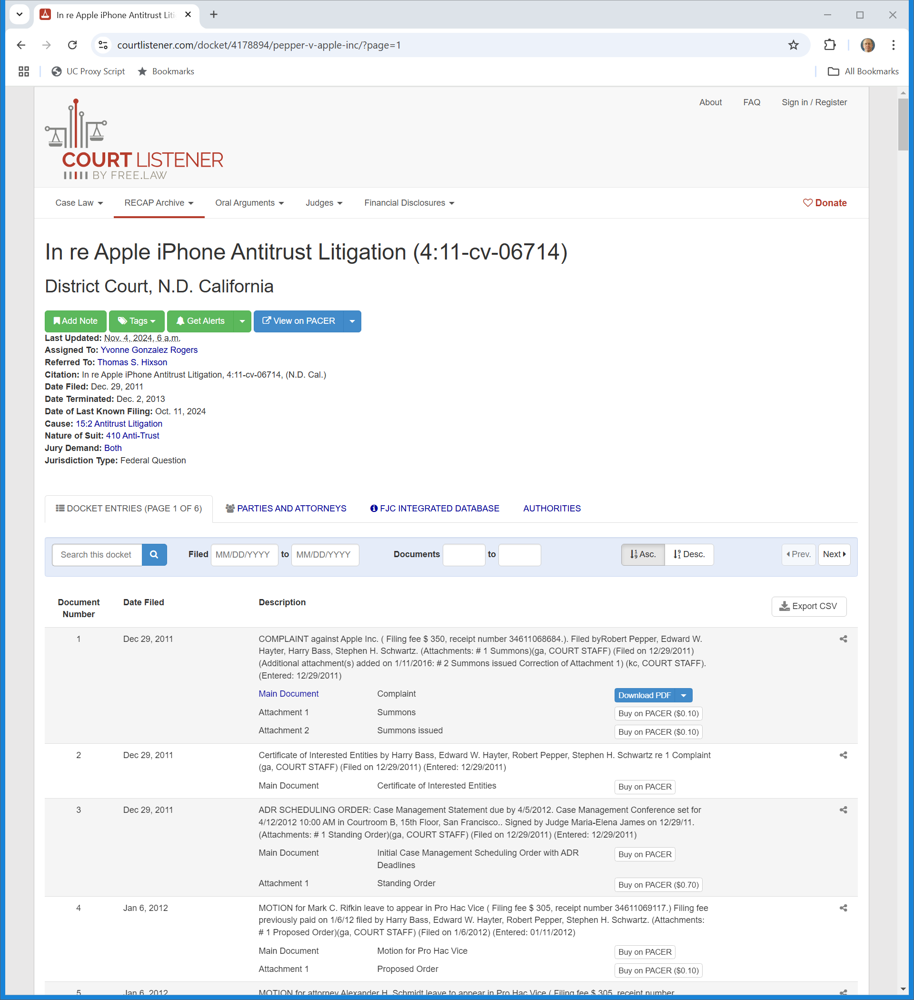 In re Apple iPhone Antitrust Liti
courtlistener.com/docket/4178894/pepper-v-apple-inc/?page=1
UC Proxy Script Bookmarks All Bookmarks
About FAQ Sign in / Register
COURT LISTENER
BY FREE.LAW
Case Law RECAP Archive Oral Arguments Judges Financial Disclosures Donate
In re Apple iPhone Antitrust Litigation (4:11-cv-06714)
District Court, N.D. California
Add Note Tags Get Alerts View on PACER
Last Updated: Nov. 4, 2024, 6 a.m.
Assigned To: Yvonne Gonzalez Rogers
Referred To: Thomas S. Hixson
Citation: In re Apple iPhone Antitrust Litigation, 4:11-cv-06714, (N.D. Cal.)
Date Filed: Dec. 29, 2011
Date Terminated: Dec. 2, 2013
Date of Last Known Filing: Oct. 11, 2024
Cause: 15:2 Antitrust Litigation
Nature of Suit: 410 Anti-Trust
Jury Demand: Both
Jurisdiction Type: Federal Question
DOCKET ENTRIES (PAGE 1 OF 6) PARTIES AND ATTORNEYS FJC INTEGRATED DATABASE AUTHORITIES
Search this docket Filed MM/DD/YYYY to MM/DD/YYYY Documents to Asc. Desc. Prev. Next
Document Number Date Filed Description Export CSV
1 Dec 29, 2011 COMPLAINT against Apple Inc. ( Filing fee $ 350, receipt number 34611068684.). Filed byRobert Pepper, Edward W.
Hayter, Harry Bass, Stephen H. Schwartz. (Attachments: # 1 Summons)(ga, COURT STAFF) (Filed on 12/29/2011)
(Additional attachment(s) added on 1/11/2016: # 2 Summons issued Correction of Attachment 1) (kc, COURT STAFF).
(Entered: 12/29/2011)
Main Document Complaint Download PDF
Attachment 1 Summons Buy on PACER ($0.10)
Attachment 2 Summons issued Buy on PACER ($0.10)
2 Dec 29, 2011 Certificate of Interested Entities by Harry Bass, Edward W. Hayter, Robert Pepper, Stephen H. Schwartz re 1 Complaint
(ga, COURT STAFF) (Filed on 12/29/2011) (Entered: 12/29/2011)
Main Document Certificate of Interested Entities Buy on PACER
3 Dec 29, 2011 ADR SCHEDULING ORDER: Case Management Statement due by 4/5/2012. Case Management Conference set for
4/12/2012 10:00 AM in Courtroom B, 15th Floor, San Francisco.. Signed by Judge Maria-Elena James on 12/29/11.
(Attachments: # 1 Standing Order)(ga, COURT STAFF) (Filed on 12/29/2011) (Entered: 12/29/2011)
Main Document Initial Case Management Scheduling Order with ADR Buy on PACER
Deadlines
Attachment 1 Standing Order Buy on PACER ($0.70)
4 Jan 6, 2012 MOTION for Mark C. Rifkin leave to appear in Pro Hac Vice ( Filing fee $ 305, receipt number 34611069117.) Filing fee
previously paid on 1/6/12 filed by Harry Bass, Edward W. Hayter, Robert Pepper, Stephen H. Schwartz. (Attachments:
# 1 Proposed Order)(ga, COURT STAFF) (Filed on 1/6/2012) (Entered: 01/11/2012)
Main Document Motion for Pro Hac Vice Buy on PACER
Attachment 1 Proposed Order Buy on PACER ($0.10)
5 Jan 6, 2012 MOTION for attorney Alexander H. Schmidt leave to appear in Pro Hac Vice ( Filing fee $ 305, receipt number